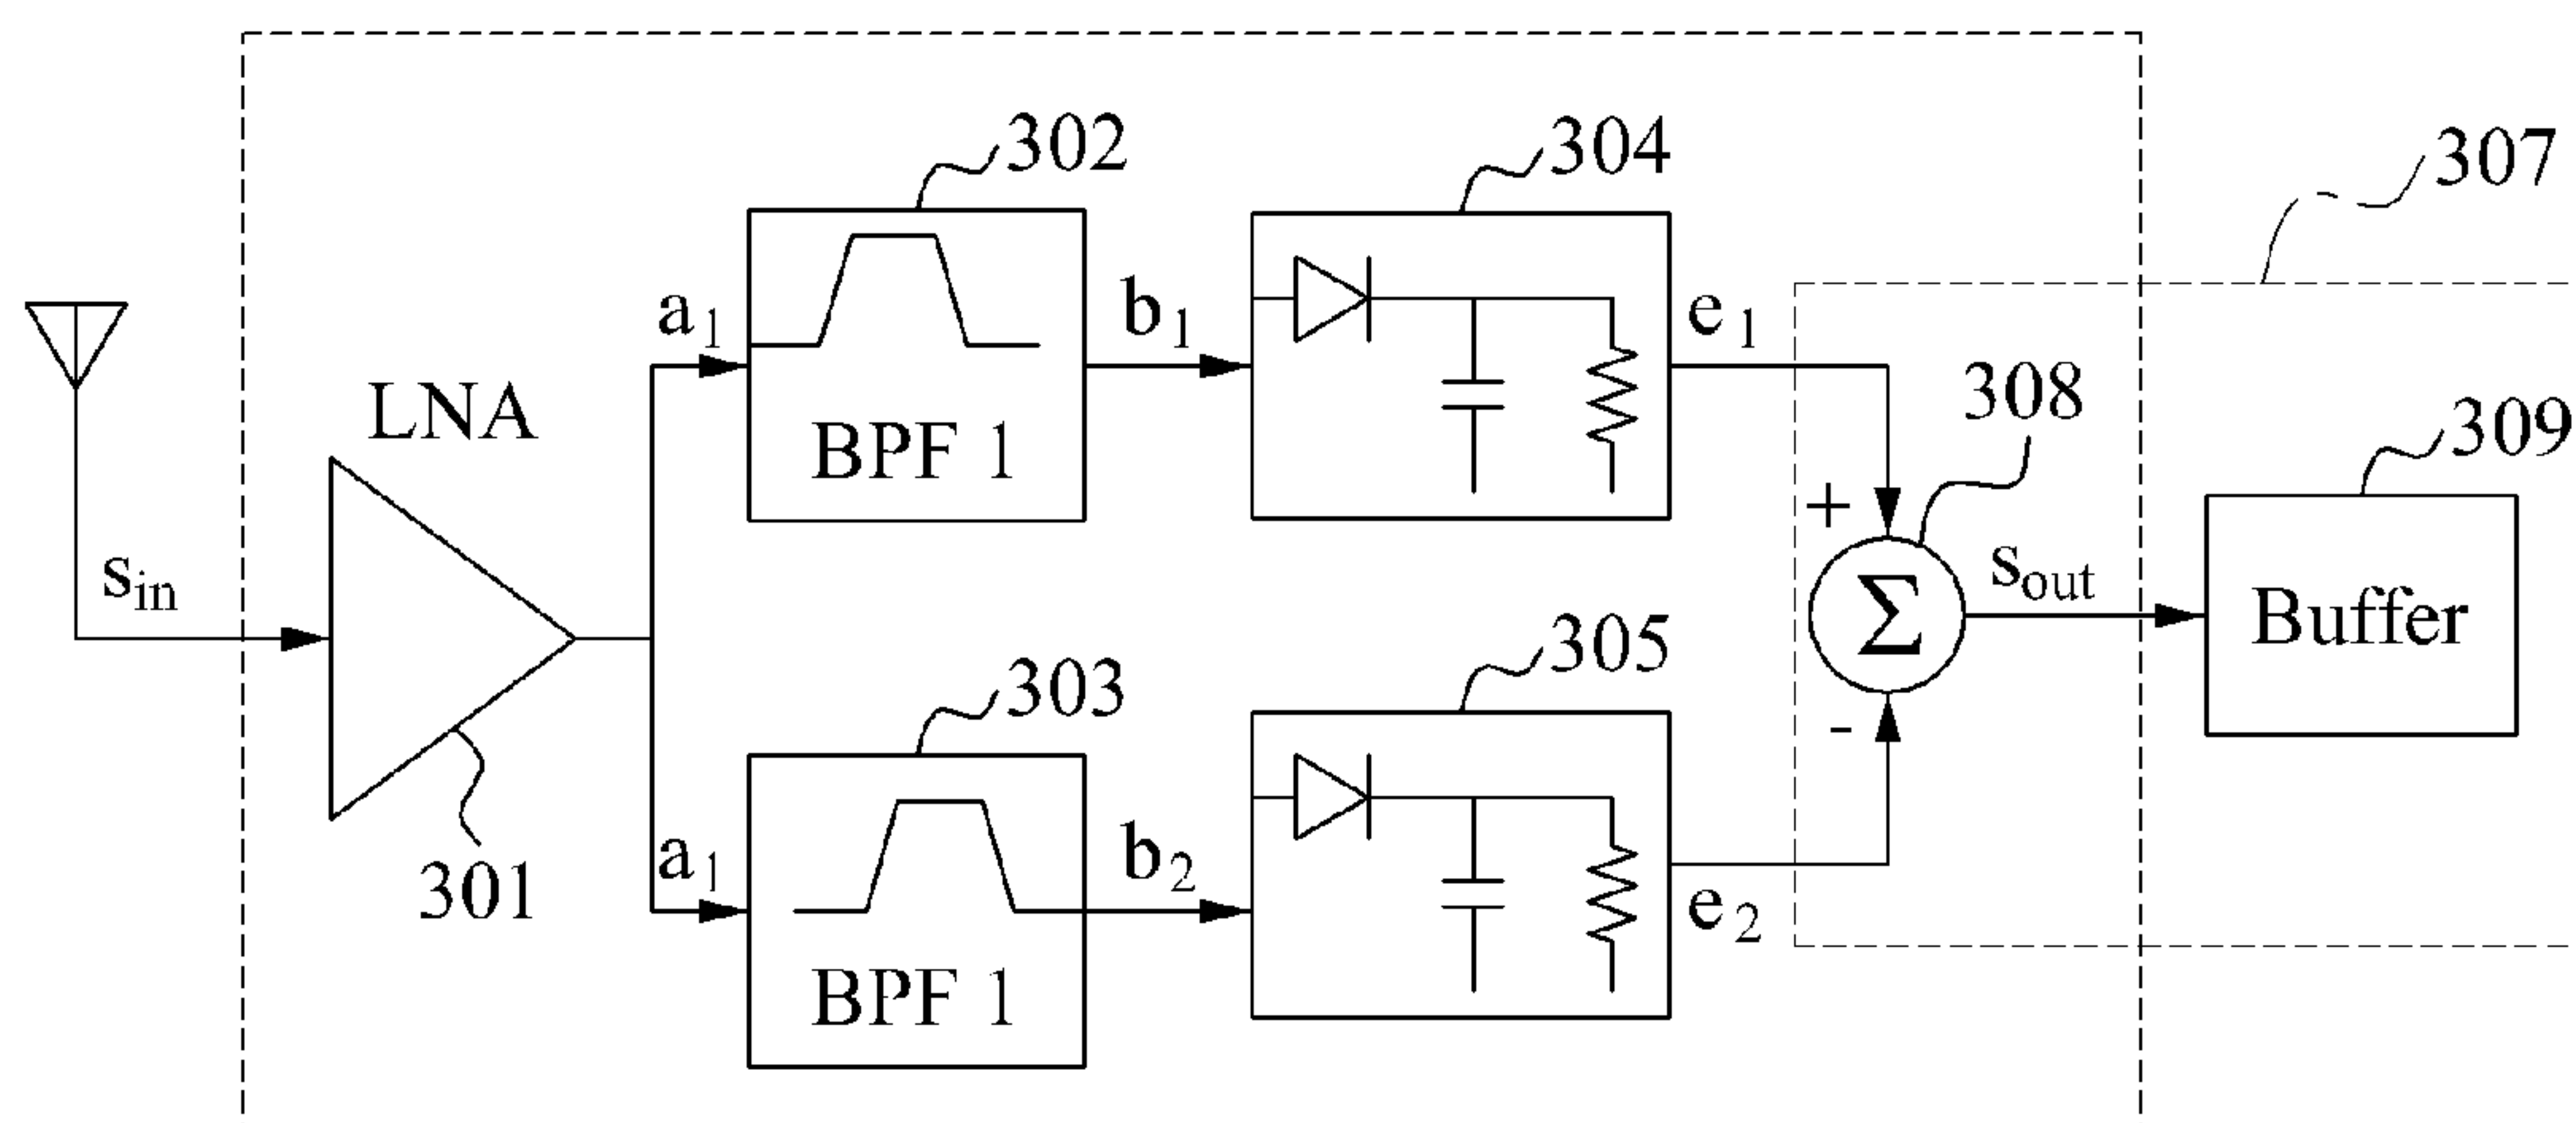 302
304
307
a1
b1
e1
LNA
308
309
BPF 1
+
sin
sout
Σ
Buffer
305
303
-
a1
b2
301
e2
BPF 1